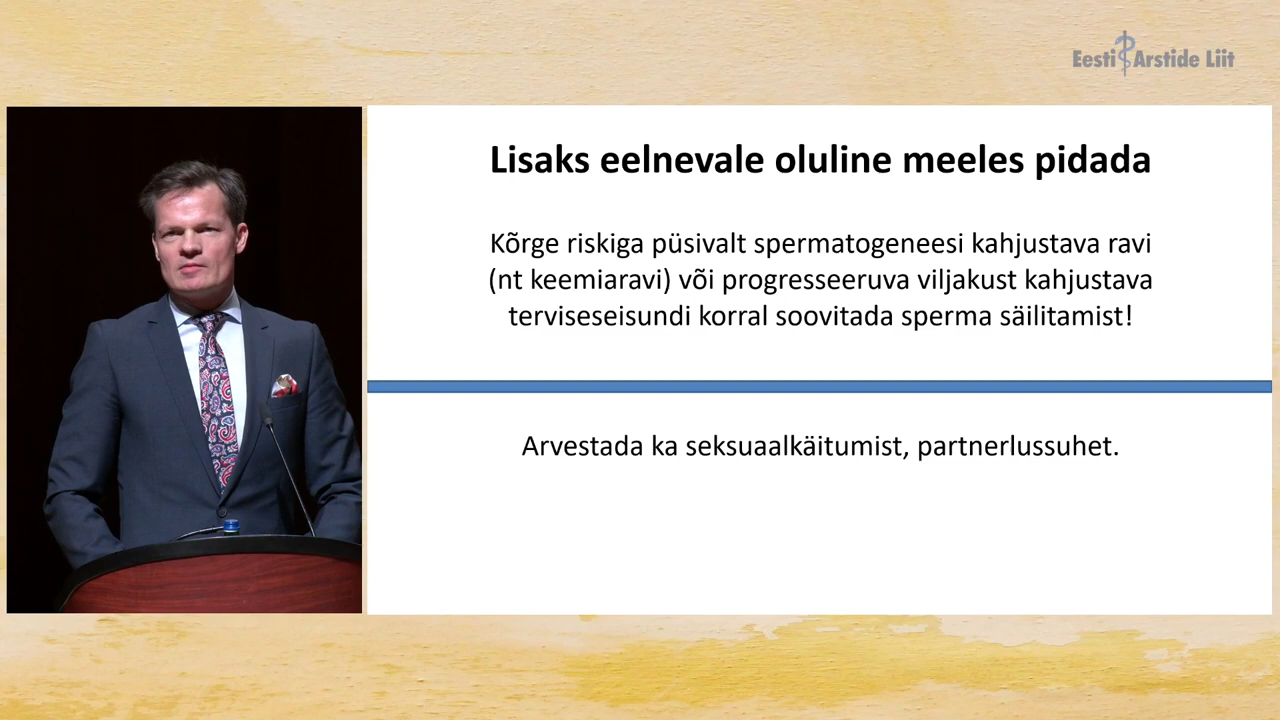 Eesti Arstide Liit
Lisaks eelnevale oluline meeles pidada
Kõrge riskiga püsivalt spermatogeneesi kahjustava ravi
(nt keemiaravi) või progresseeruva viljakust kahjustava
terviseseisundi korral soovitada sperma säilitamist!
Arvestada ka seksuaalkäitumist, partnerlussuhet.